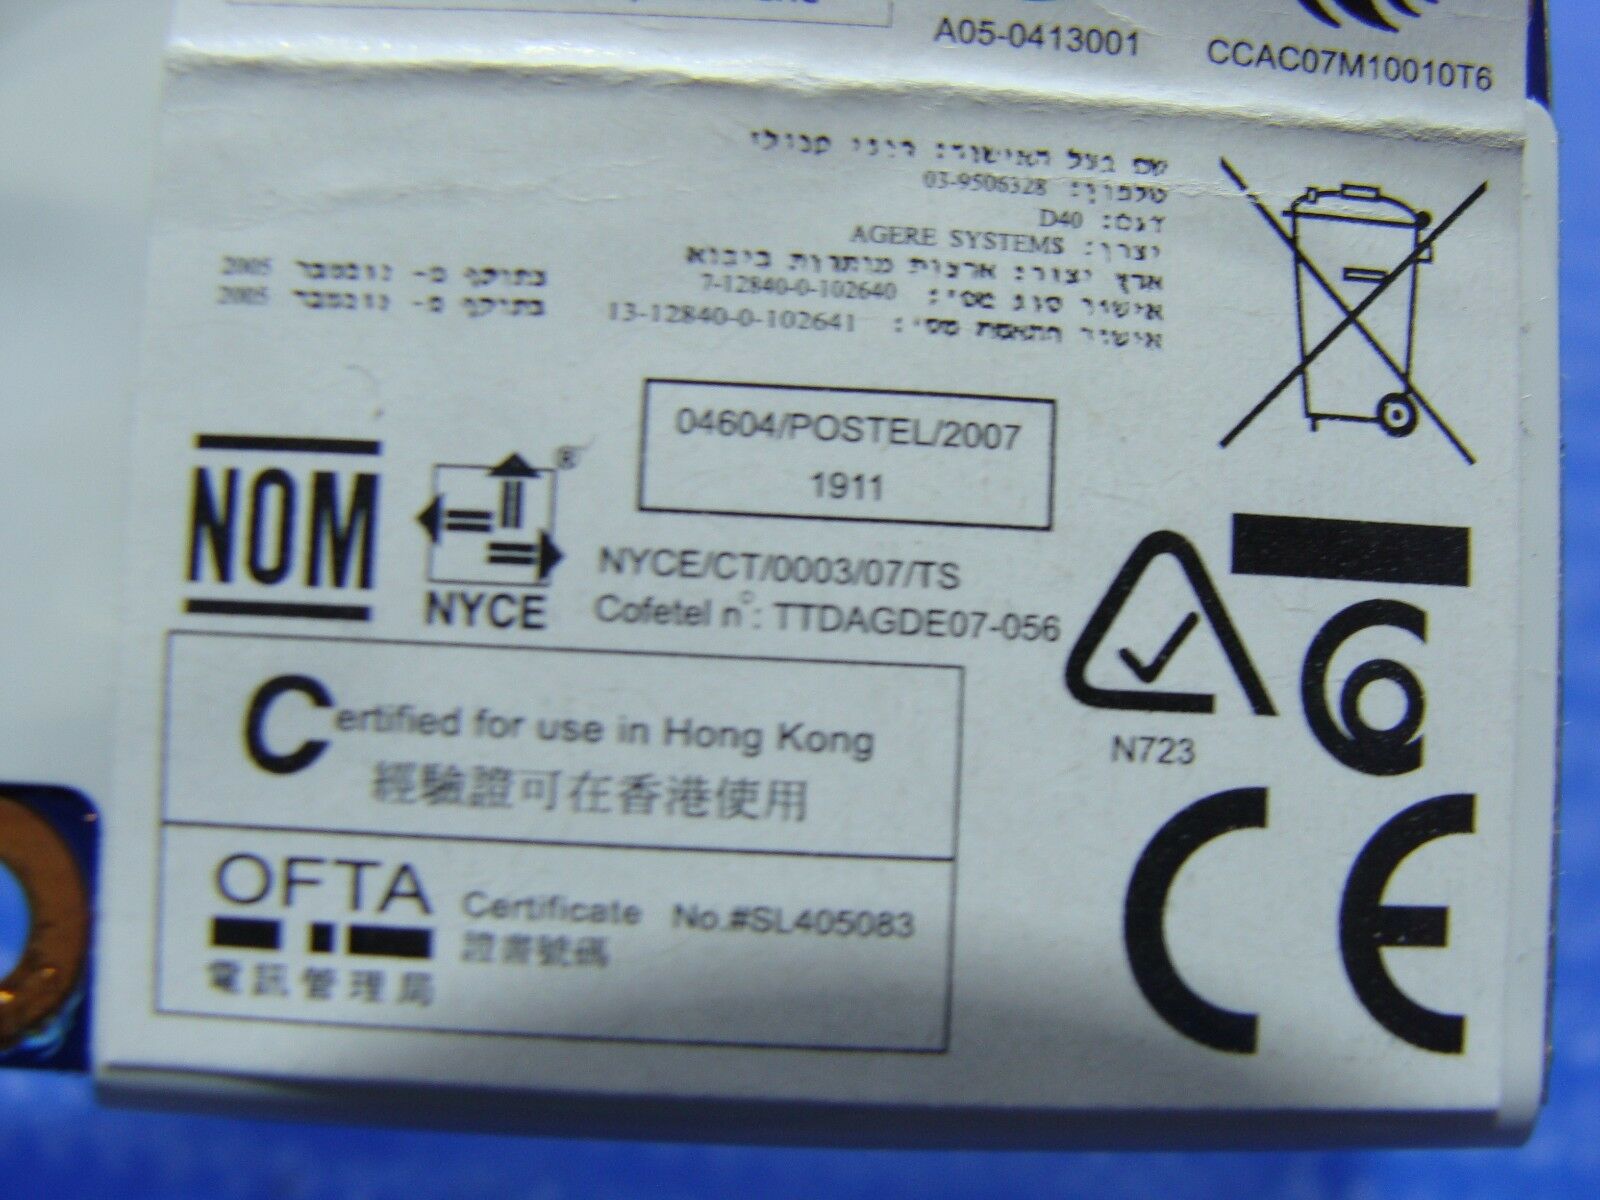 A05-0413001
CCAC07M10010T6
שם בעל האישור: רוני קבולי
טלפון: 03-9506328
דגם: D40
יצרן: AGERE SYSTEMS
ארץ יצור: ארצות מותרות ביבוא
אישור סוג מס': 7-12840-0-102640 בתוקף מ- נובמבר 2005
אישור התאמת מס': 13-12840-0-102641 בתוקף מ- נובמבר 2005
04604/POSTEL/2007
1911
NOM
®
NYCE
NYCE/CT/0003/07/TS
Cofetel n°: TTDAGDE07-056
N723
Certified for use in Hong Kong
經驗證可在香港使用
OFTA
電訊管理局
Certificate No.#SL405083
證書號碼
CE